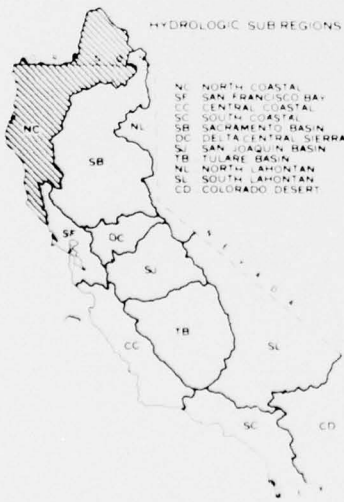 HYDROLOGIC SUB REGIONS
NC NORTH COASTAL
SF SAN FRANCISCO BAY
CC CENTRAL COASTAL
SC SOUTH COASTAL
SB SACRAMENTO BASIN
DC DELTA-CENTRAL SIERRA
SJ SAN JOAQUIN BASIN
TB TULARE BASIN
NL NORTH LAHONTAN
SL SOUTH LAHONTAN
CD COLORADO DESERT
NC
NL
SB
SF
DC
SJ
CC
TB
SL
SC
CD